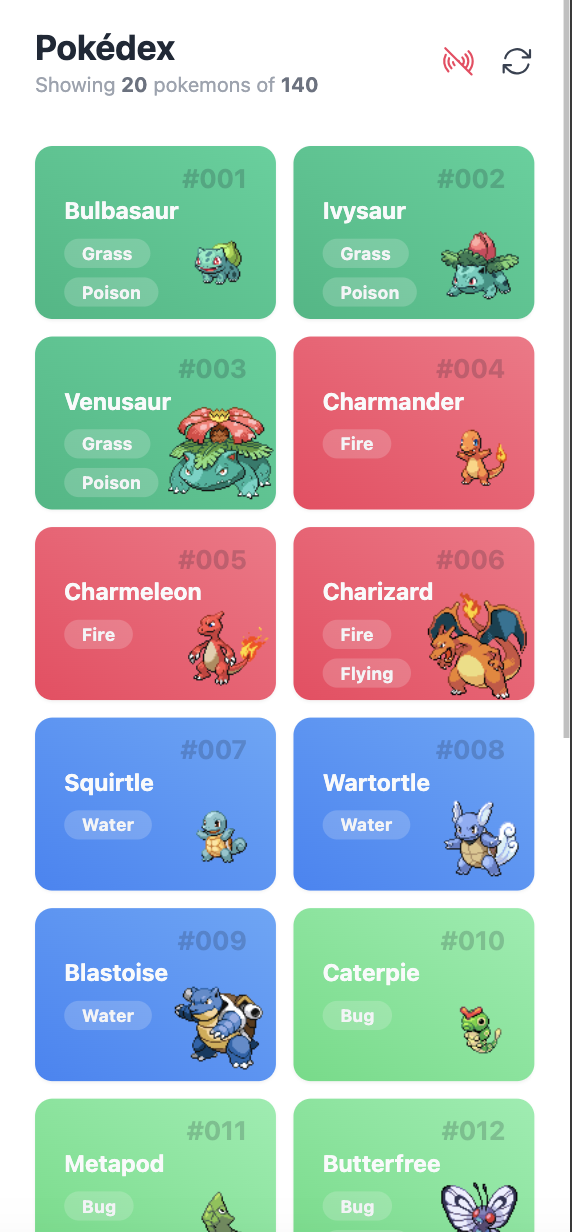 Pokédex
Showing 20 pokemons of 140
#001
Bulbasaur
Grass
Poison
#002
Ivysaur
Grass
Poison
#003
Venusaur
Grass
Poison
#004
Charmander
Fire
#005
Charmeleon
Fire
#006
Charizard
Fire
Flying
#007
Squirtle
Water
#008
Wartortle
Water
#009
Blastoise
Water
#010
Caterpie
Bug
#011
Metapod
Bug
#012
Butterfree
Bug